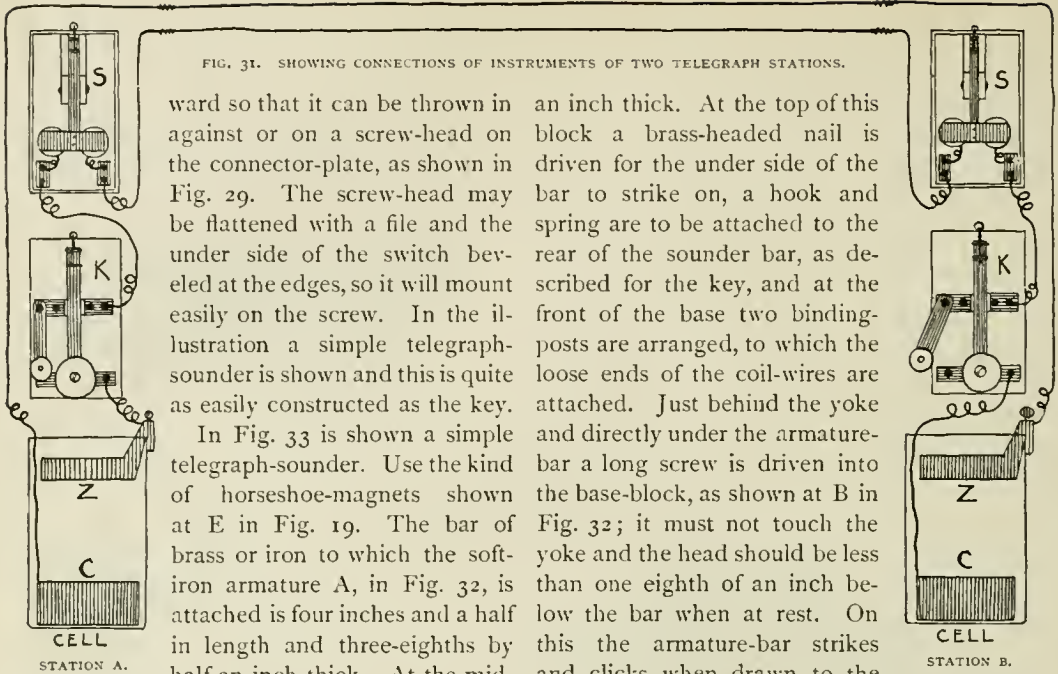 FIG. 31. SHOWING CONNECTIONS OF INSTRUMENTS OF TWO TELEGRAPH STATIONS.
S
K
Z
C
CELL
STATION A.
ward so that it can be thrown in
against or on a screw-head on
the connector-plate, as shown in
Fig. 29. The screw-head may
be flattened with a file and the
under side of the switch bev-
eled at the edges, so it will mount
easily on the screw. In the il-
lustration a simple telegraph-
sounder is shown and this is quite
as easily constructed as the key.
In Fig. 33 is shown a simple
telegraph-sounder. Use the kind
of horseshoe-magnets shown
at E in Fig. 19. The bar of
brass or iron to which the soft-
iron armature A, in Fig. 32, is
attached is four inches and a half
in length and three-eighths by
half an inch thick. At the mid-
an inch thick. At the top of this
block a brass-headed nail is
driven for the under side of the
bar to strike on, a hook and
spring are to be attached to the
rear of the sounder bar, as de-
scribed for the key, and at the
front of the base two binding-
posts are arranged, to which the
loose ends of the coil-wires are
attached. Just behind the yoke
and directly under the armature-
bar a long screw is driven into
the base-block, as shown at B in
Fig. 32; it must not touch the
yoke and the head should be less
than one eighth of an inch be-
low the bar when at rest. On
this the armature-bar strikes
and clicks when drawn to the
S
K
Z
C
CELL
STATION B.